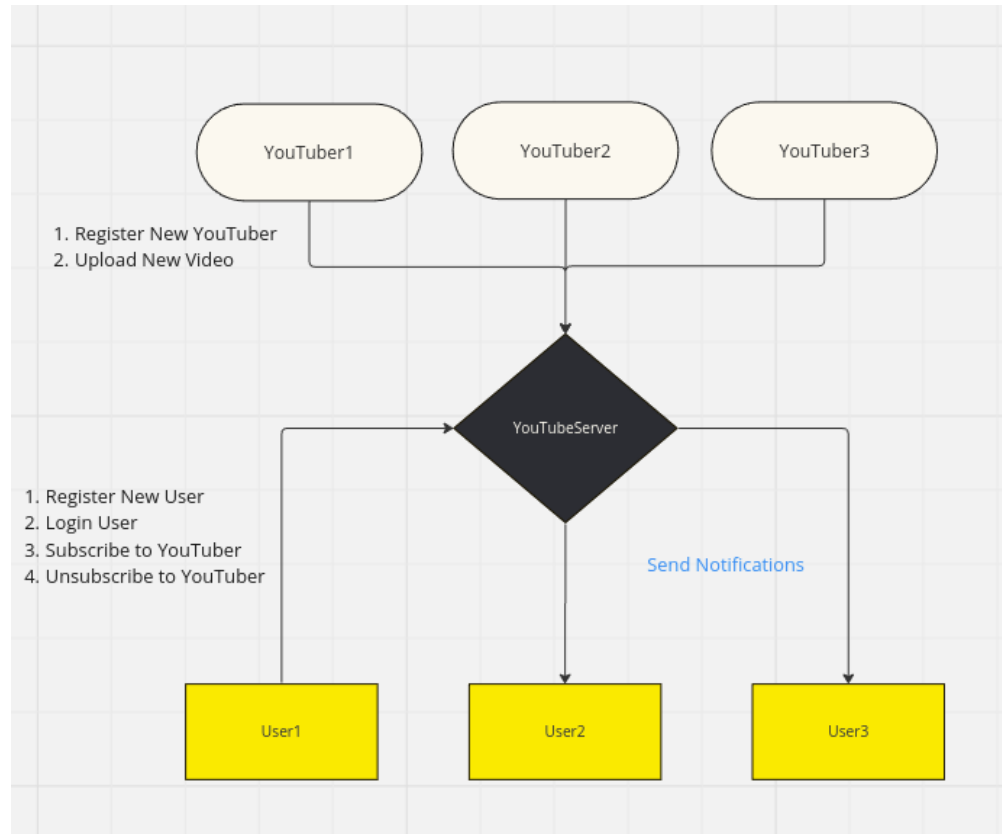 YouTuber1
YouTuber2
YouTuber3
1. Register New YouTuber
2. Upload New Video
YouTubeServer
1. Register New User
2. Login User
3. Subscribe to YouTuber
4. Unsubscribe to YouTuber
Send Notifications
User1
User2
User3